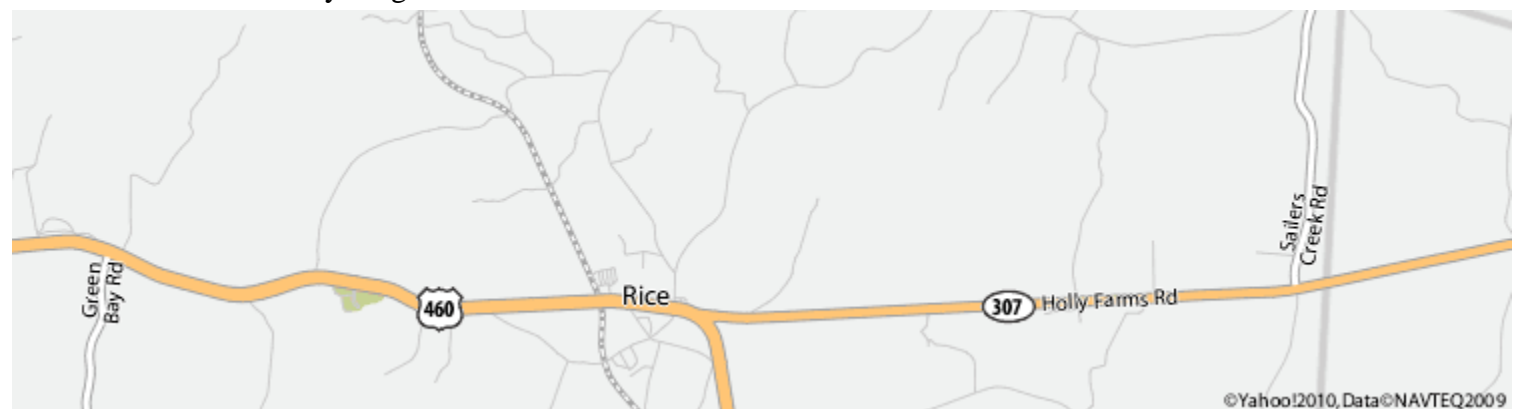 Sailers
Creek Rd
Green
Bay Rd
460
Rice
307
Holly Farms Rd
©Yahoo!2010, Data©NAVTEQ2009